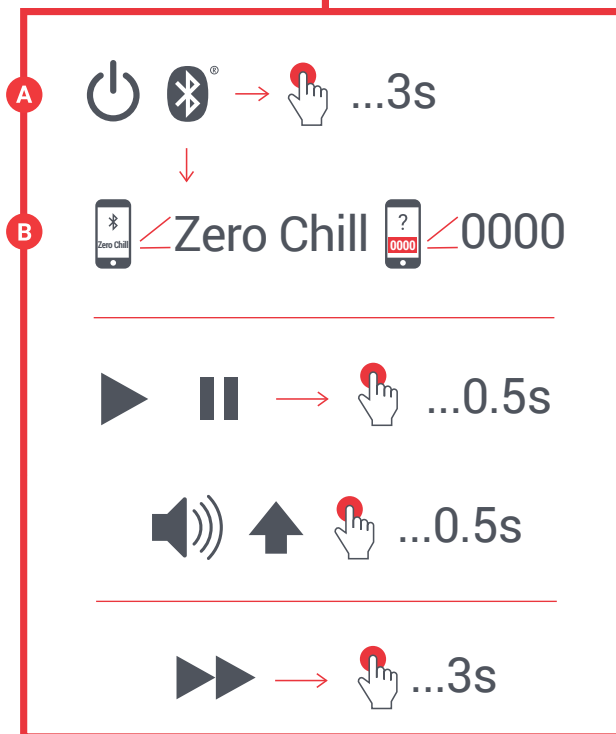 A ® ...3s
B Zero Chill Zero Chill ? 0000 0000
...0.5s
...0.5s
...3s